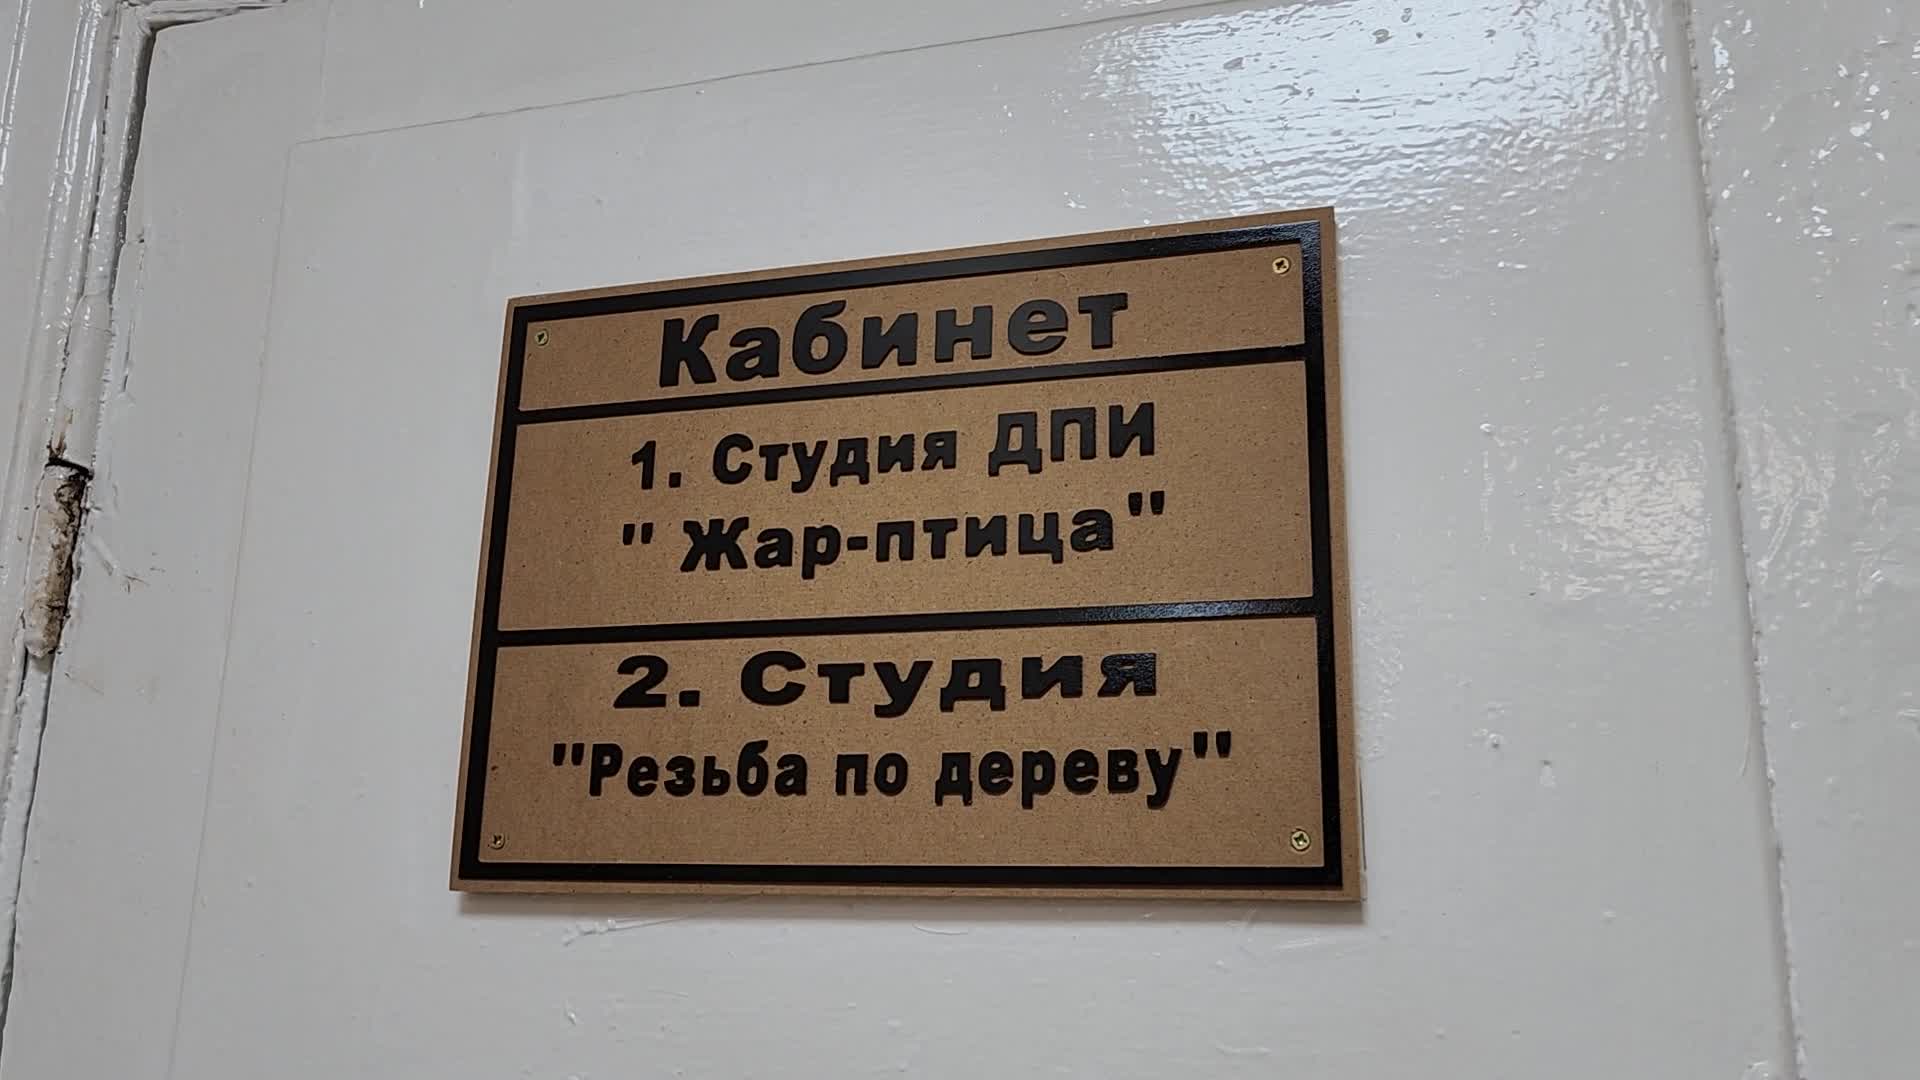 Кабинет
1. Студия ДПИ
" Жар-птица"
2. Студия
"Резьба по дереву"